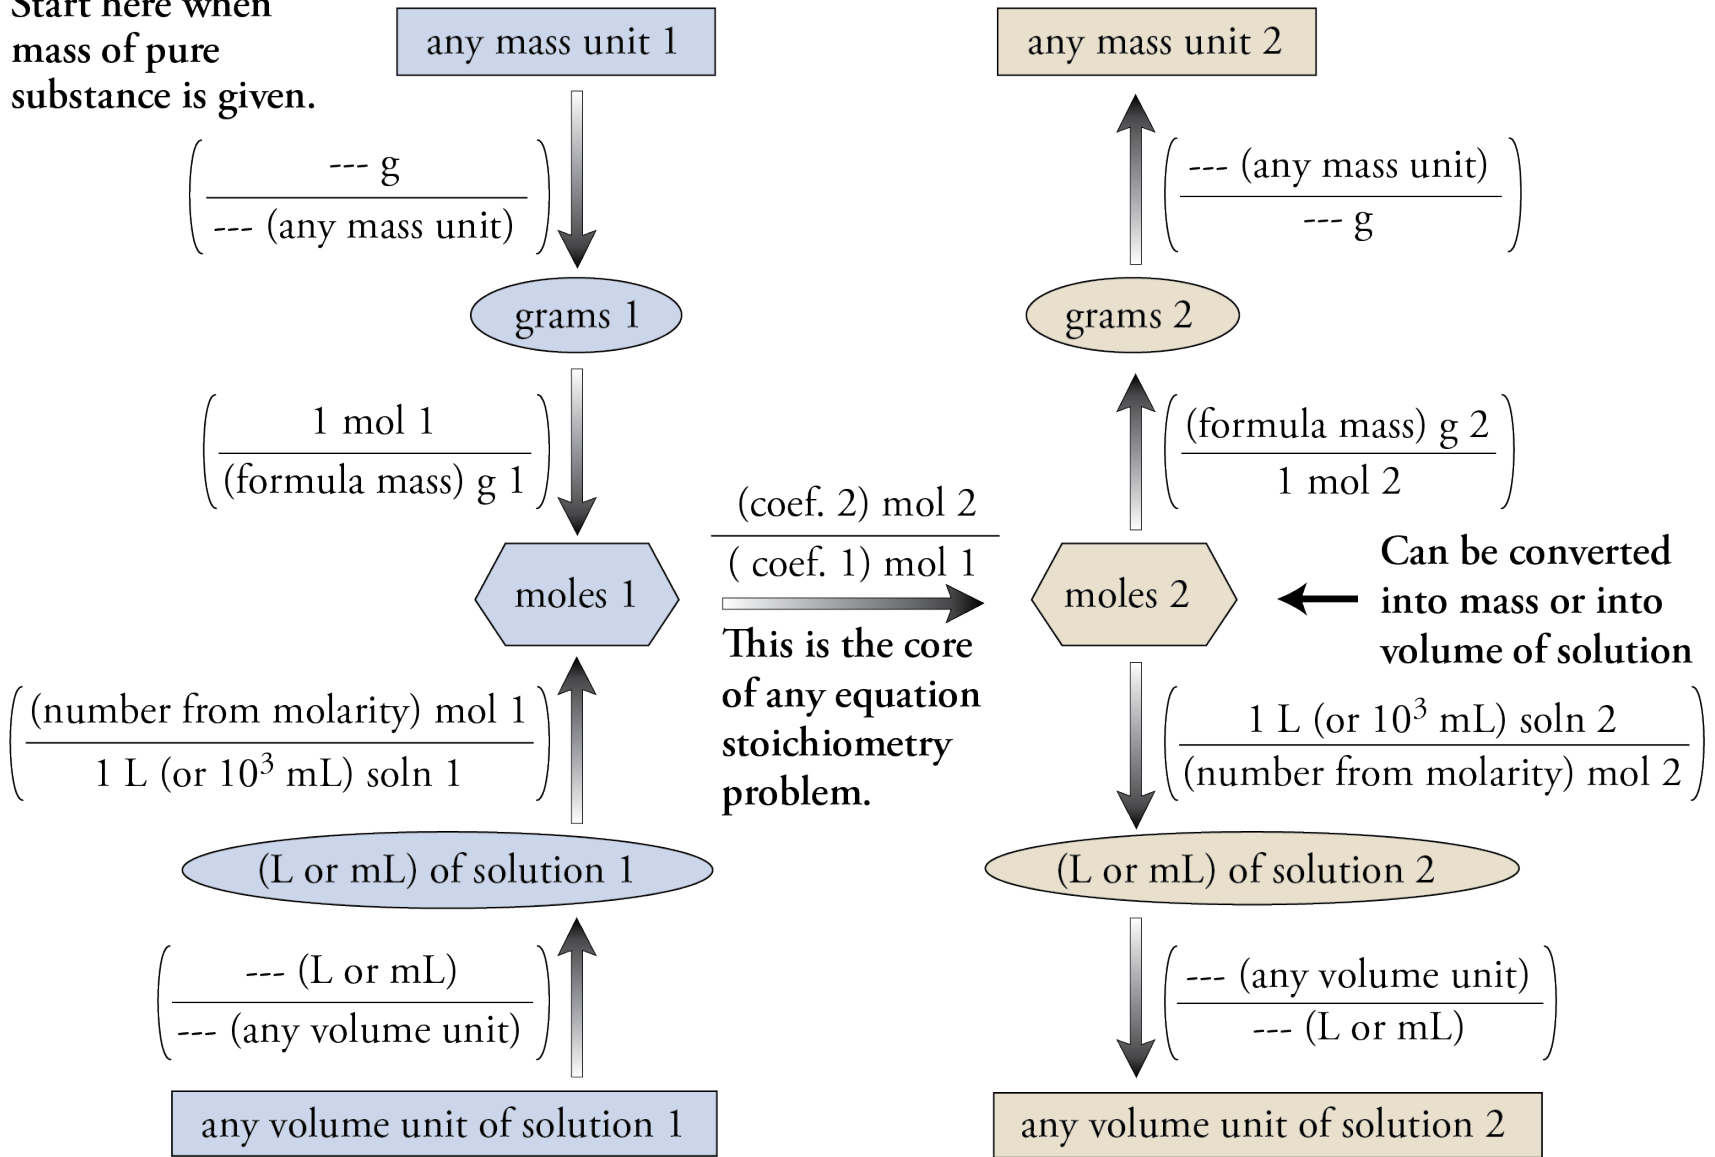 Start here when
mass of pure
substance is given.
any mass unit 1
any mass unit 2
--- g
--- (any mass unit)
--- (any mass unit)
--- g
grams 1
grams 2
1 mol 1
(formula mass) g 1
(formula mass) g 2
1 mol 2
(coef. 2) mol 2
( coef. 1) mol 1
moles 1
moles 2
Can be converted
into mass or into
volume of solution
This is the core
of any equation
stoichiometry
problem.
(number from molarity) mol 1
1 L (or 10³ mL) soln 1
1 L (or 10³ mL) soln 2
(number from molarity) mol 2
(L or mL) of solution 1
(L or mL) of solution 2
--- (L or mL)
--- (any volume unit)
--- (any volume unit)
--- (L or mL)
any volume unit of solution 1
any volume unit of solution 2